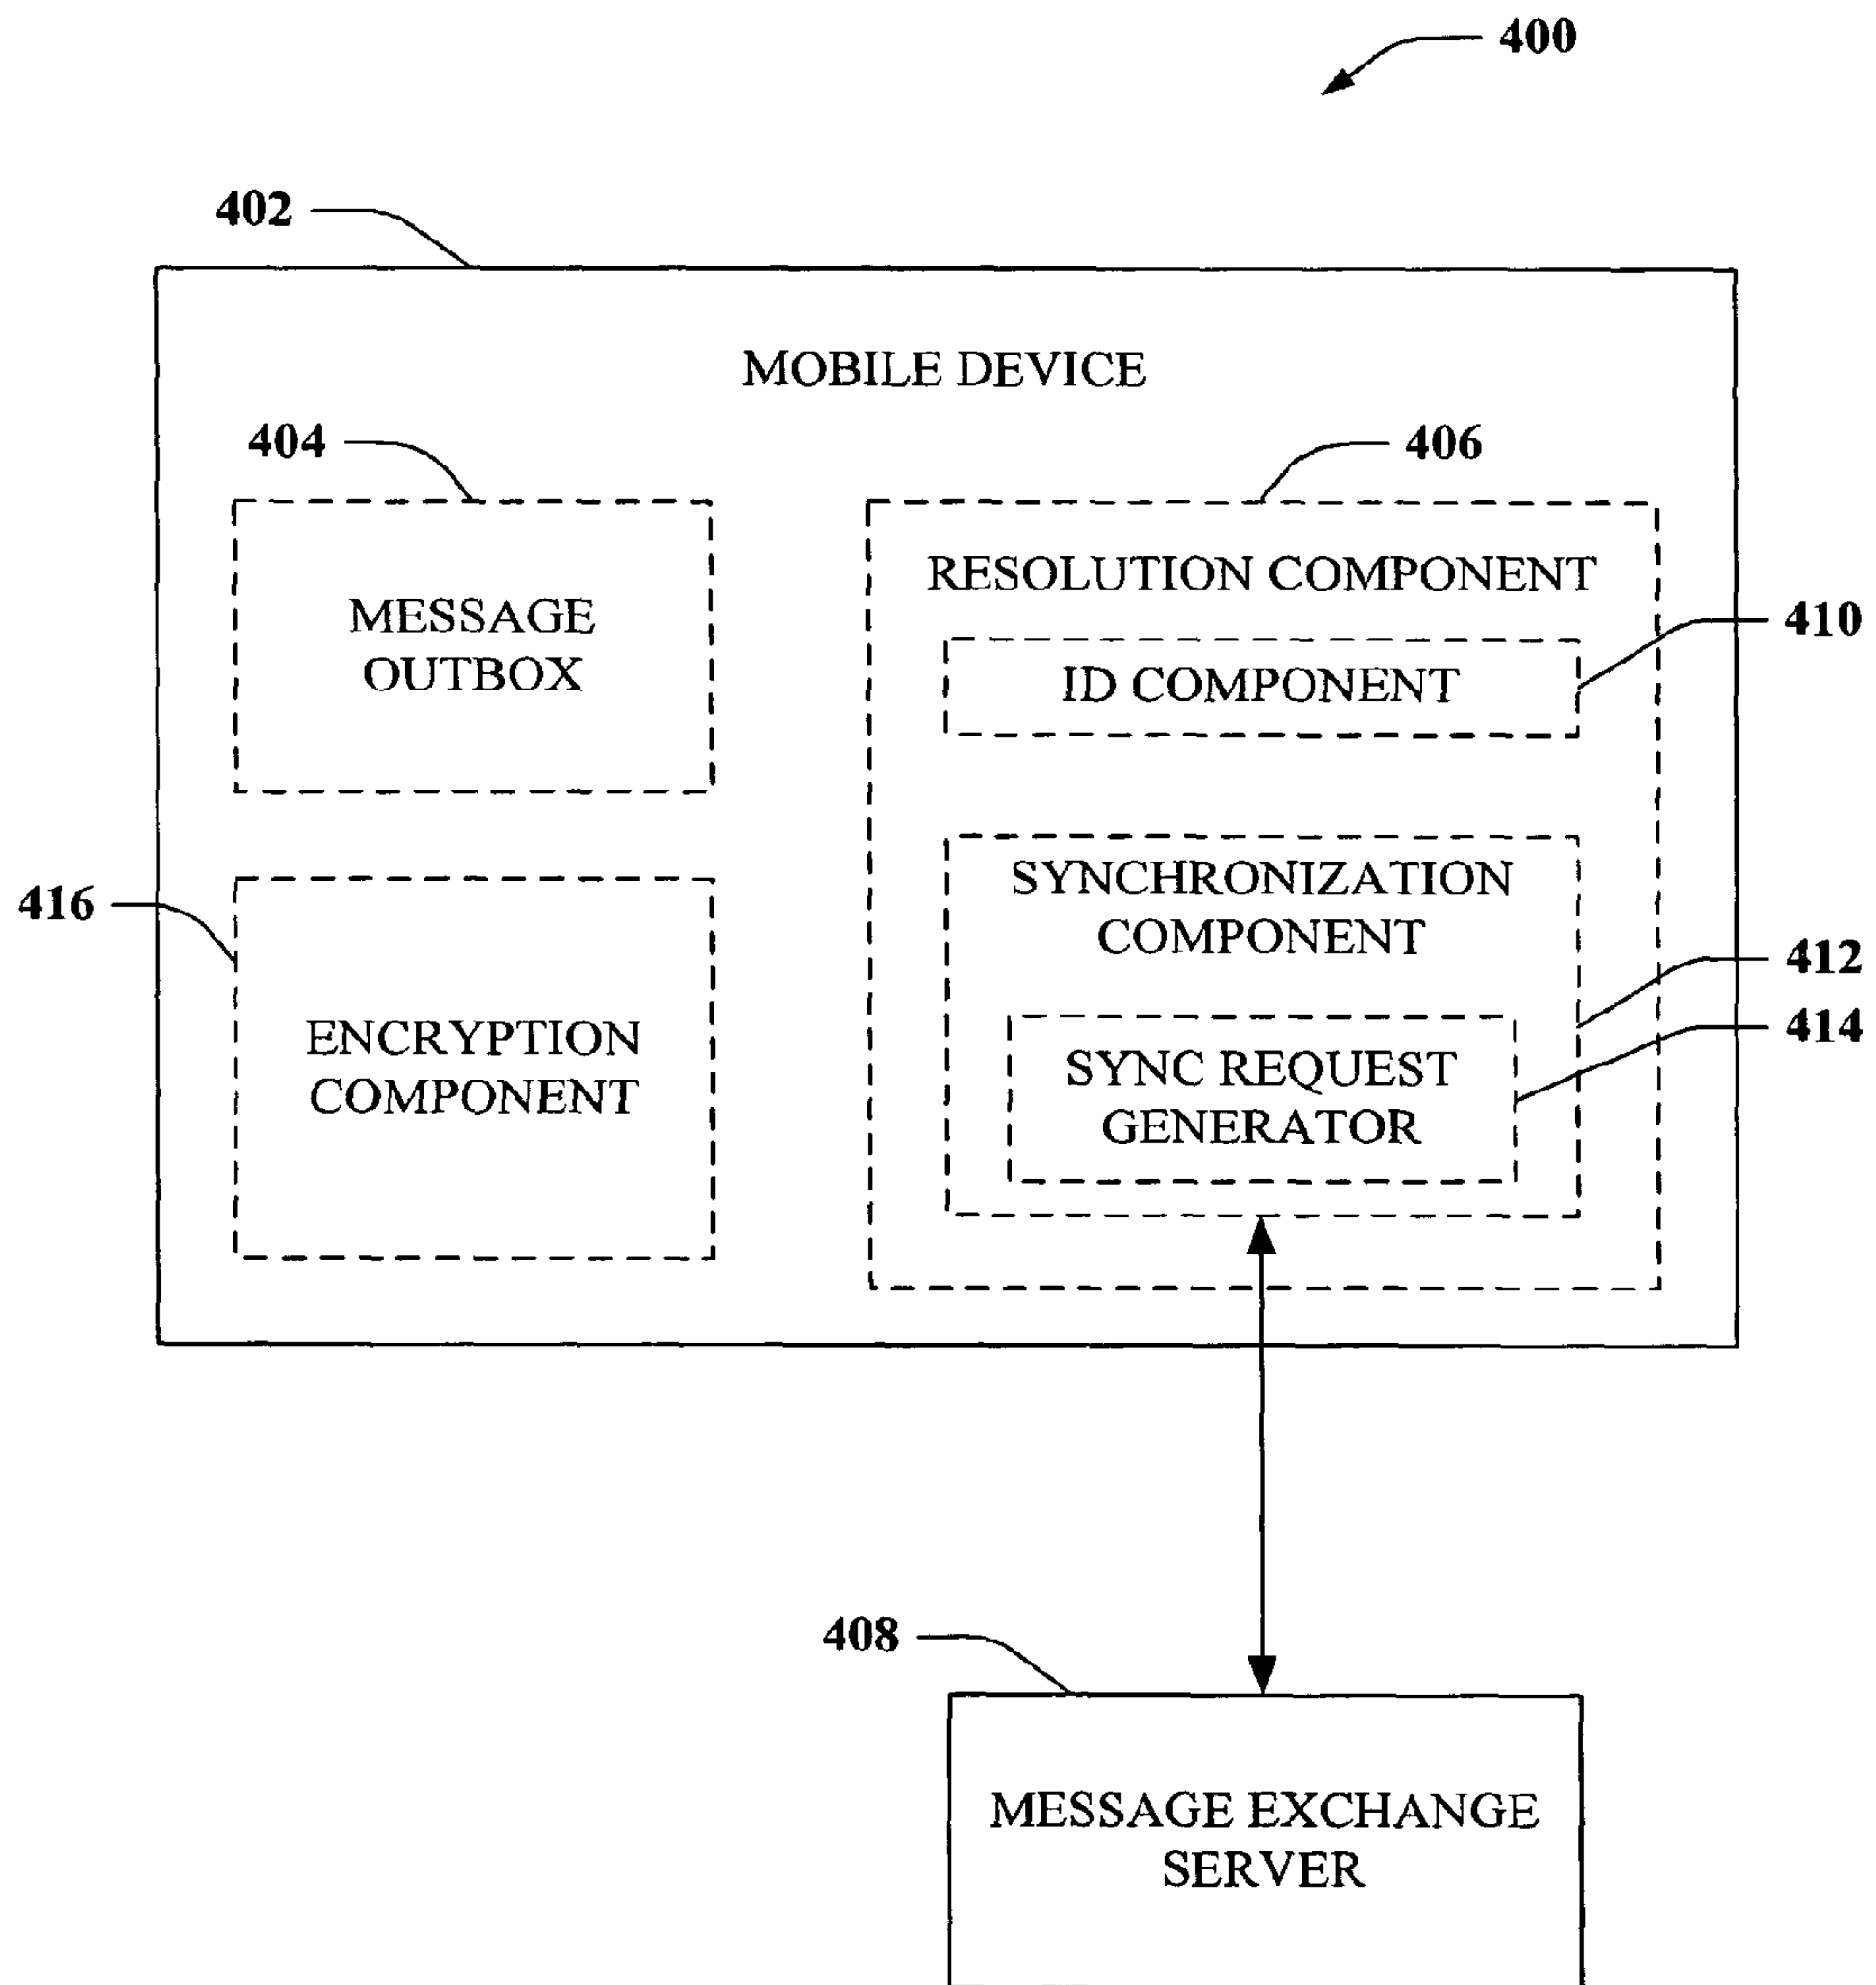 400
402
MOBILE DEVICE
404
406
MESSAGE
OUTBOX
RESOLUTION COMPONENT
410
ID COMPONENT
416
ENCRYPTION
COMPONENT
SYNCHRONIZATION
COMPONENT
412
414
SYNC REQUEST
GENERATOR
408
MESSAGE EXCHANGE
SERVER